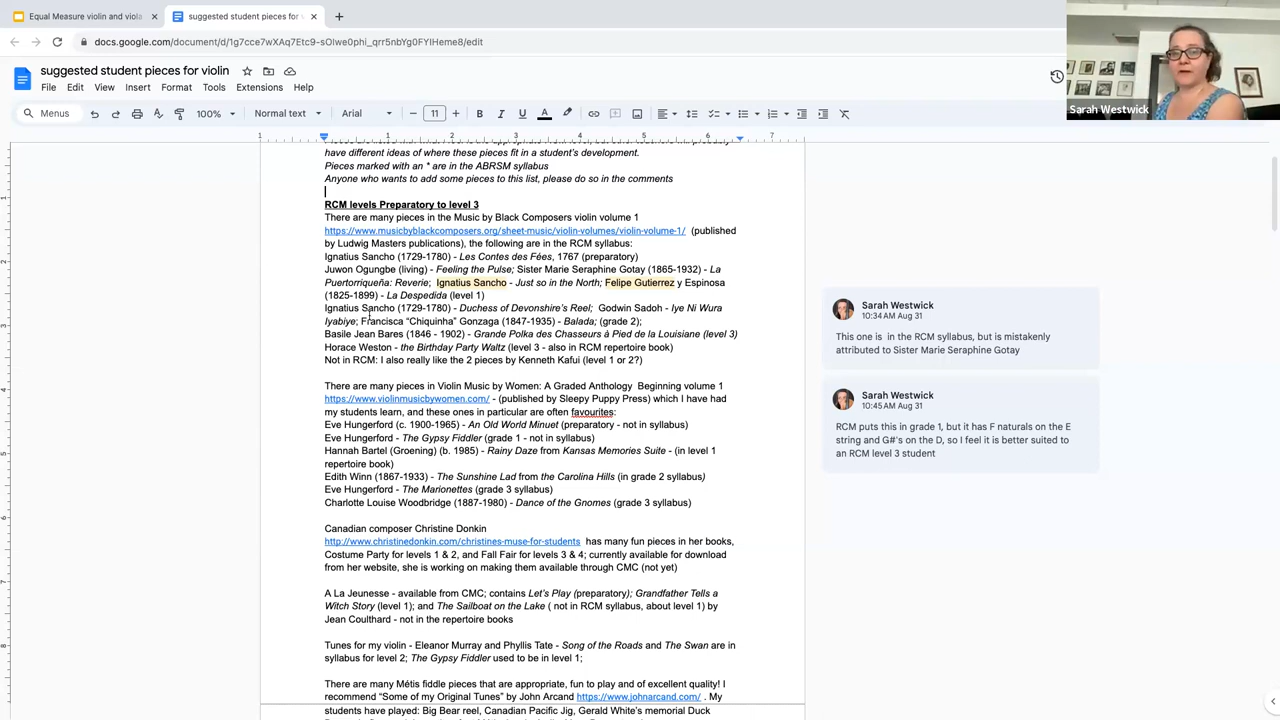 Equal Measure violin and viola
suggested student pieces for v
docs.google.com/document/d/1g7cce7wXAq7Etc9-sOIwe0phi_qrr5nbYg0FYIHeme8/edit
suggested student pieces for violin
File Edit View Insert Format Tools Extensions Help
Menus 100% Normal text Arial 11 B I U A
1 1 2 3 4 5 6 7
have different ideas of where these pieces fit in a student's development.
Pieces marked with an * are in the ABRSM syllabus
Anyone who wants to add some pieces to this list, please do so in the comments
RCM levels Preparatory to level 3
There are many pieces in the Music by Black Composers violin volume 1
https://www.musicbyblackcomposers.org/sheet-music/violin-volumes/violin-volume-1/ (published
by Ludwig Masters publications), the following are in the RCM syllabus:
Ignatius Sancho (1729-1780) - Les Contes des Fées, 1767 (preparatory)
Juwon Ogungbe (living) - Feeling the Pulse; Sister Marie Seraphine Gotay (1865-1932) - La
Puertorriqueña: Reverie; Ignatius Sancho - Just so in the North; Felipe Gutierrez y Espinosa
(1825-1899) - La Despedida (level 1)
Ignatius Sancho (1729-1780) - Duchess of Devonshire's Reel; Godwin Sadoh - Iye Ni Wura
Iyabiye; Francisca "Chiquinha" Gonzaga (1847-1935) - Balada; (grade 2);
Basile Jean Bares (1846 - 1902) - Grande Polka des Chasseurs à Pied de la Louisiane (level 3)
Horace Weston - the Birthday Party Waltz (level 3 - also in RCM repertoire book)
Not in RCM: I also really like the 2 pieces by Kenneth Kafui (level 1 or 2?)
There are many pieces in Violin Music by Women: A Graded Anthology Beginning volume 1
https://www.violinmusicbywomen.com/ - (published by Sleepy Puppy Press) which I have had
my students learn, and these ones in particular are often favourites:
Eve Hungerford (c. 1900-1965) - An Old World Minuet (preparatory - not in syllabus)
Eve Hungerford - The Gypsy Fiddler (grade 1 - not in syllabus)
Hannah Bartel (Groening) (b. 1985) - Rainy Daze from Kansas Memories Suite - (in level 1
repertoire book)
Edith Winn (1867-1933) - The Sunshine Lad from the Carolina Hills (in grade 2 syllabus)
Eve Hungerford - The Marionettes (grade 3 syllabus)
Charlotte Louise Woodbridge (1887-1980) - Dance of the Gnomes (grade 3 syllabus)
Canadian composer Christine Donkin
http://www.christinedonkin.com/christines-muse-for-students has many fun pieces in her books,
Costume Party for levels 1 & 2, and Fall Fair for levels 3 & 4; currently available for download
from her website, she is working on making them available through CMC (not yet)
A La Jeunesse - available from CMC; contains Let's Play (preparatory); Grandfather Tells a
Witch Story (level 1); and The Sailboat on the Lake ( not in RCM syllabus, about level 1) by
Jean Coulthard - not in the repertoire books
Tunes for my violin - Eleanor Murray and Phyllis Tate - Song of the Roads and The Swan are in
syllabus for level 2; The Gypsy Fiddler used to be in level 1;
There are many Métis fiddle pieces that are appropriate, fun to play and of excellent quality! I
recommend "Some of my Original Tunes" by John Arcand https://www.johnarcand.com/ . My
students have played: Big Bear reel, Canadian Pacific Jig, Gerald White's memorial Duck
Sarah Westwick
10:34 AM Aug 31
This one is in the RCM syllabus, but is mistakenly
attributed to Sister Marie Seraphine Gotay
Sarah Westwick
10:45 AM Aug 31
RCM puts this in grade 1, but it has F naturals on the E
string and G#'s on the D, so I feel it is better suited to
an RCM level 3 student
Sarah Westwick